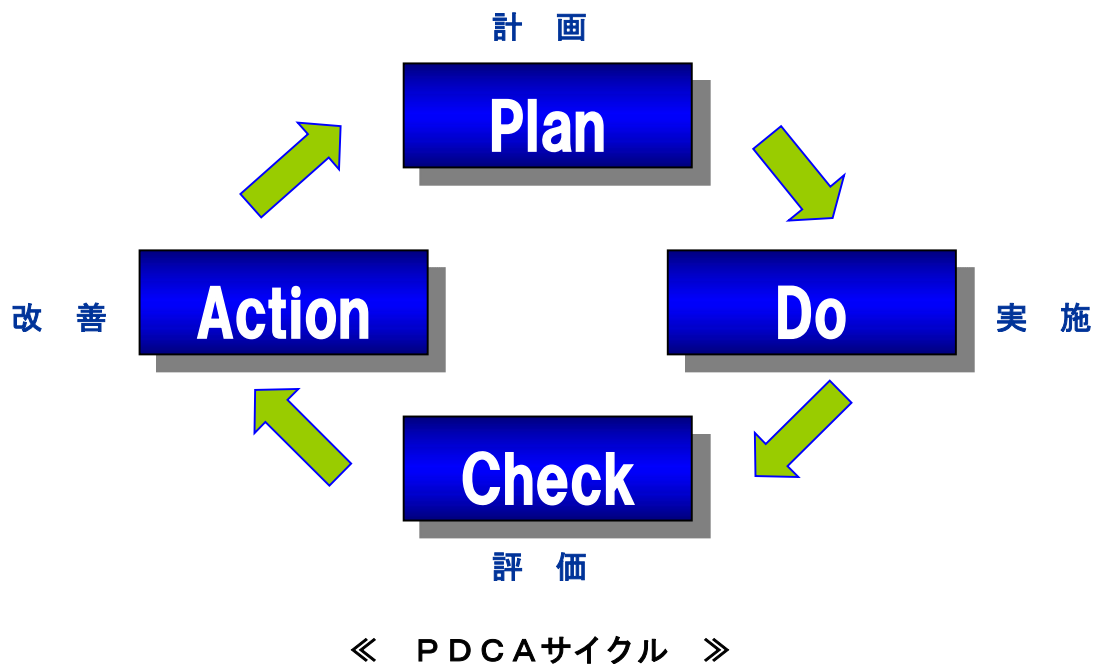 計　画
Plan
Action
Do
改　善
実　施
Check
評　価
≪　ＰＤＣＡサイクル　≫